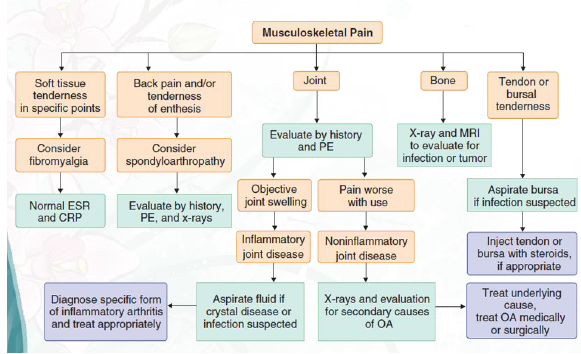 Musculoskeletal Pain
Soft tissue
tenderness
in specific points
Back pain and/or
tenderness
of enthesis
Joint
Bone
Tendon or
bursal
tenderness
Consider
fibromyalgia
Consider
spondyloarthropathy
Evaluate by history
and PE
X-ray and MRI
to evaluate for
infection or tumor
Normal ESR
and CRP
Evaluate by history,
PE, and x-rays
Objective
joint swelling
Pain worse
with use
Aspirate bursa
if infection suspected
Inflammatory
joint disease
Noninflammatory
joint disease
Inject tendon or
bursa with steroids,
if appropriate
Diagnose specific form
of inflammatory arthritis
and treat appropriately
Aspirate fluid if
crystal disease or
infection suspected
X-rays and evaluation
for secondary causes
of OA
Treat underlying
cause,
treat OA medically
or surgically